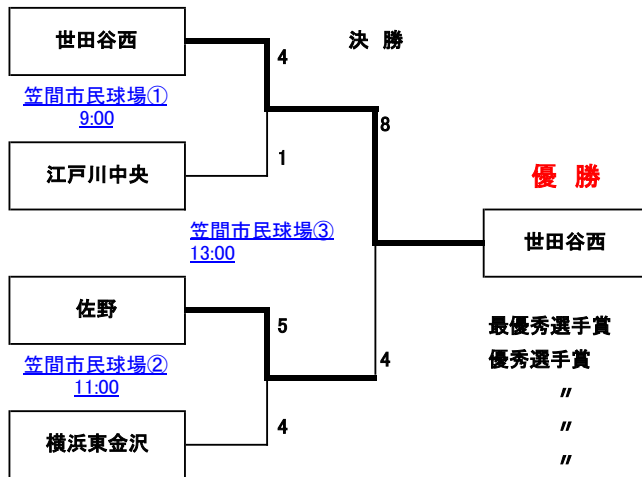 世田谷西
4
決 勝
笠間市民球場①
9:00
8
江戸川中央
1
優 勝
笠間市民球場③
13:00
世田谷西
佐野
5
最優秀選手賞
笠間市民球場②
11:00
4
優秀選手賞
〃
横浜東金沢
4
〃
〃